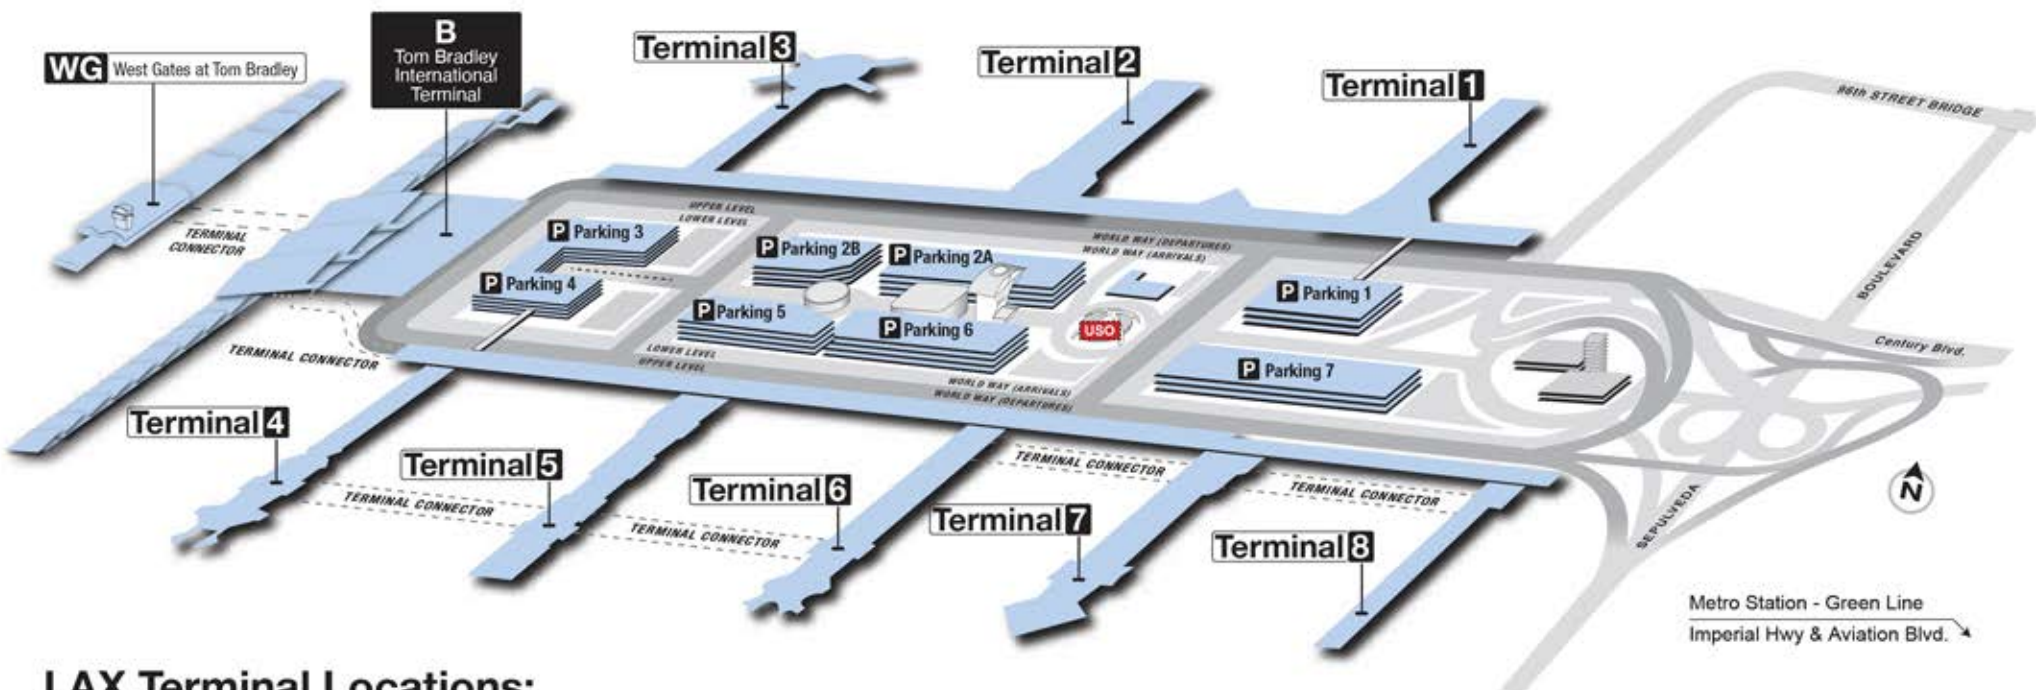 WG West Gates at Tom Bradley
B
Tom Bradley
International
Terminal
Terminal 3
Terminal 2
Terminal 1
96th STREET BRIDGE
BOULEVARD
Century Blvd.
SEPULVEDA
TERMINAL
CONNECTOR
TERMINAL CONNECTOR
UPPER LEVEL
LOWER LEVEL
WORLD WAY (DEPARTURES)
WORLD WAY (ARRIVALS)
P Parking 3
P Parking 4
P Parking 2B
P Parking 2A
P Parking 5
P Parking 6
P Parking 1
P Parking 7
USO
LOWER LEVEL
UPPER LEVEL
WORLD WAY (ARRIVALS)
WORLD WAY (DEPARTURES)
Terminal 4
Terminal 5
Terminal 6
Terminal 7
Terminal 8
TERMINAL CONNECTOR
TERMINAL CONNECTOR
TERMINAL CONNECTOR
TERMINAL CONNECTOR
N
Metro Station - Green Line
Imperial Hwy & Aviation Blvd.
LAX Terminal Locations: